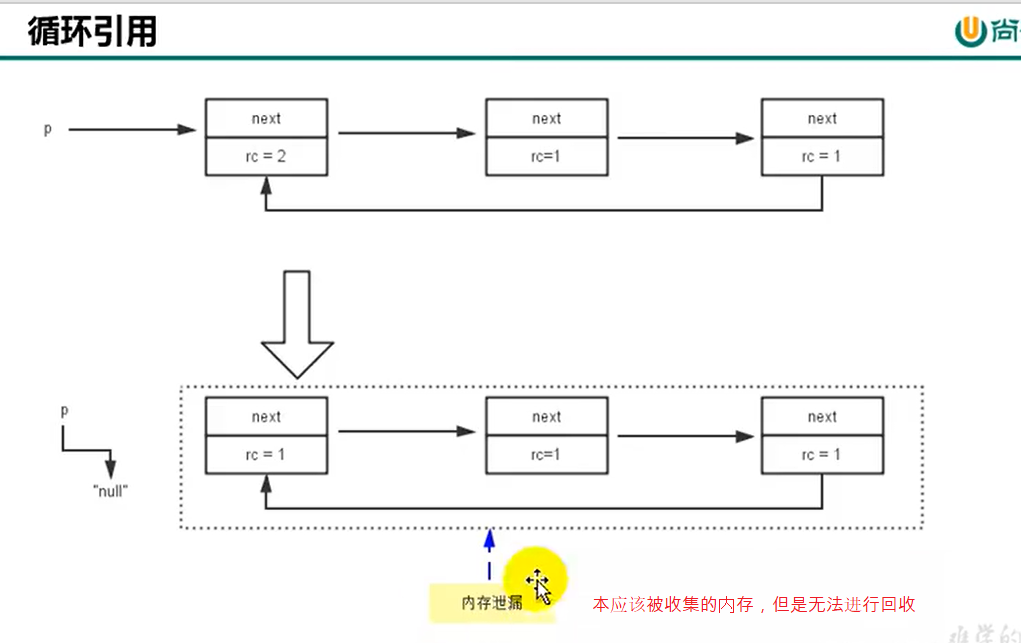 循环引用
尚
p
next
next
next
rc = 2
rc=1
rc = 1
p
next
next
next
rc = 1
rc=1
rc = 1
"null"
内存泄漏
本应该被收集的内存，但是无法进行回收